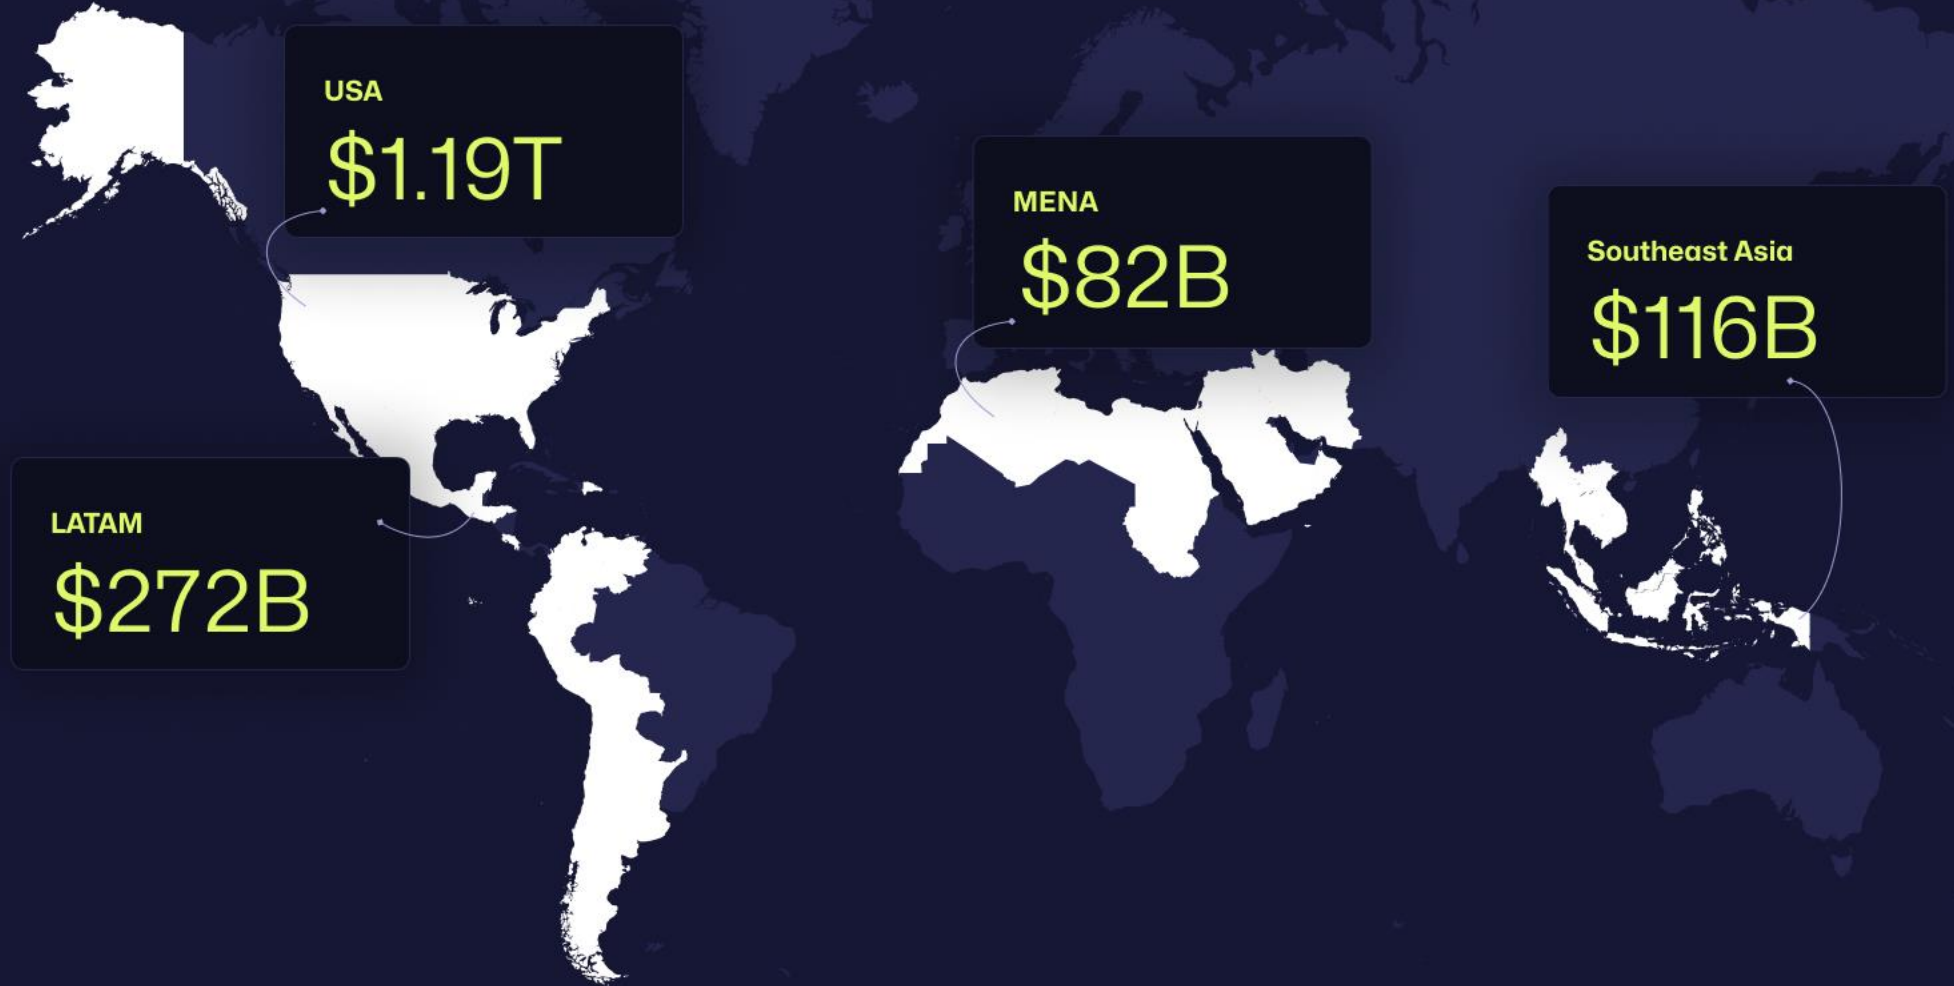 USA
$1.19T
MENA
$82B
Southeast Asia
$116B
LATAM
$272B